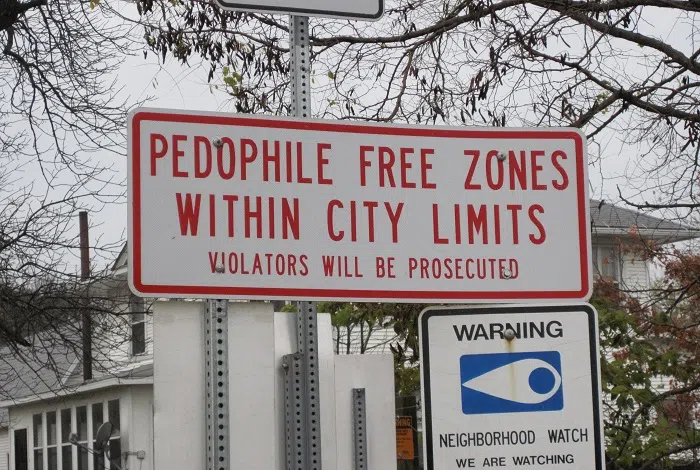 PEDOPHILE FREE ZONES
WITHIN CITY LIMITS
VIOLATORS WILL BE PROSECUTED
WARNING
NEIGHBORHOOD WATCH
WE ARE WATCHING